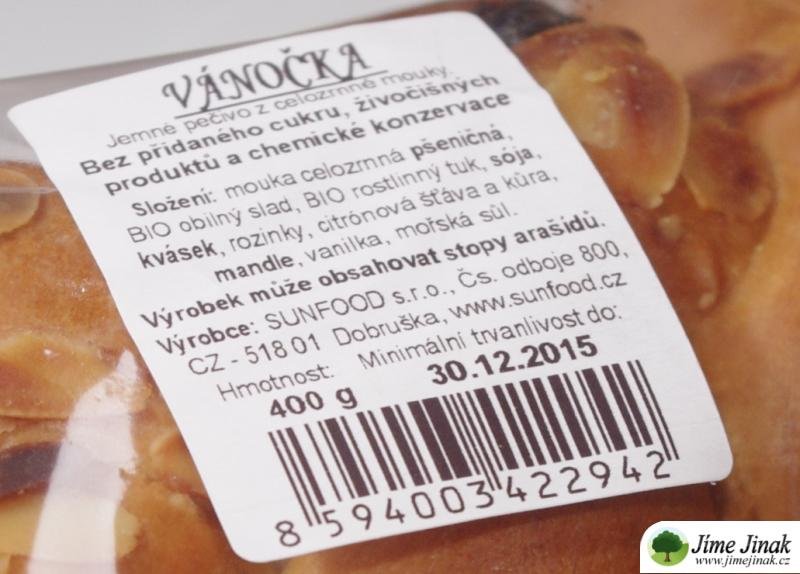 VÁNOČKA
Jemné pečivo z celozrnné mouky.
Bez přidaného cukru, živočišných
produktů a chemické konzervace
Složení: mouka celozrnná pšeničná,
BIO obilný slad, BIO rostlinný tuk, sója,
kvásek, rozinky, citrónová šťáva a kůra,
mandle, vanilka, mořská sůl.
Výrobek může obsahovat stopy arašídů.
Výrobce: SUNFOOD s.r.o., Čs. odboje 800,
CZ - 518 01 Dobruška, www.sunfood.cz
Hmotnost: Minimální trvanlivost do:
400 g 30.12.2015
8 594003 422942
Jíme Jinak
www.jimejinak.cz